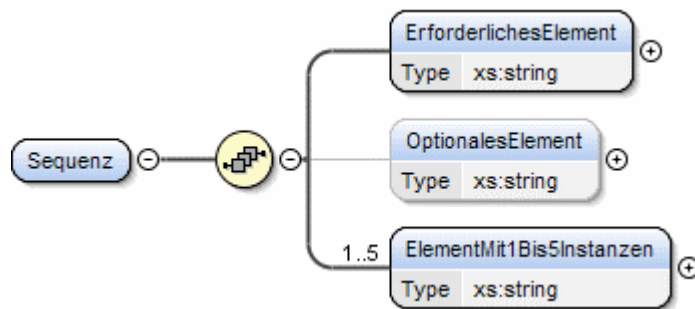 ErforderlichesElement
Type xs:string
Sequenz
OptionalesElement
Type xs:string
1..5
ElementMit1Bis5Instanzen
Type xs:string